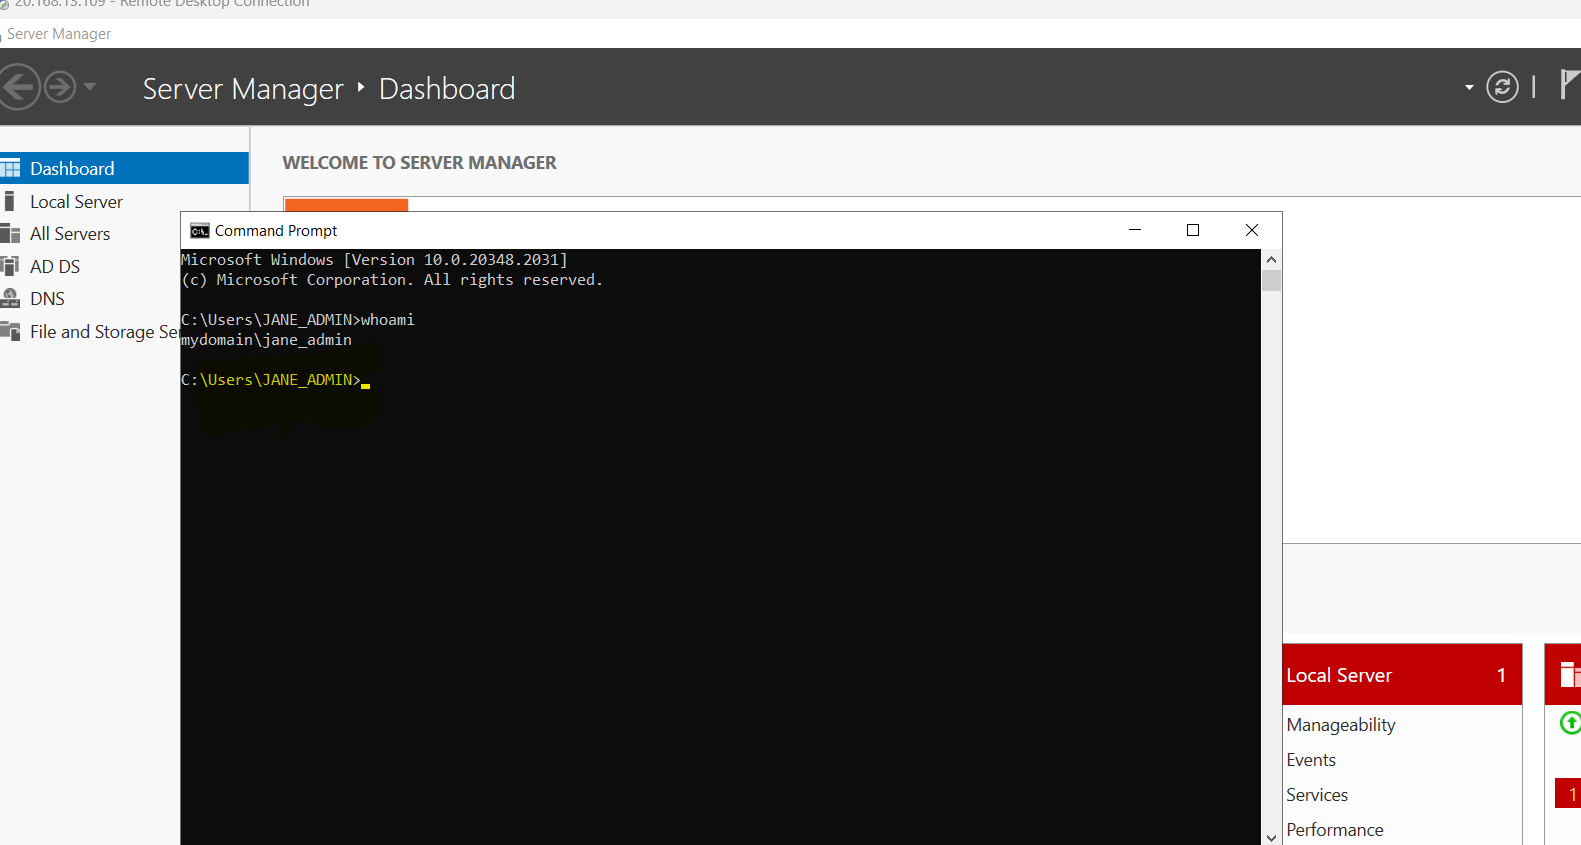 20.168.13.109 - Remote Desktop Connection
Server Manager
Server Manager ‣ Dashboard
Dashboard
Local Server
All Servers
AD DS
DNS
File and Storage Ser
WELCOME TO SERVER MANAGER
Command Prompt
Microsoft Windows [Version 10.0.20348.2031]
(c) Microsoft Corporation. All rights reserved.
C:\Users\JANE_ADMIN>whoami
mydomain\jane_admin
C:\Users\JANE_ADMIN>
Local Server 1
Manageability
Events
Services
Performance
1